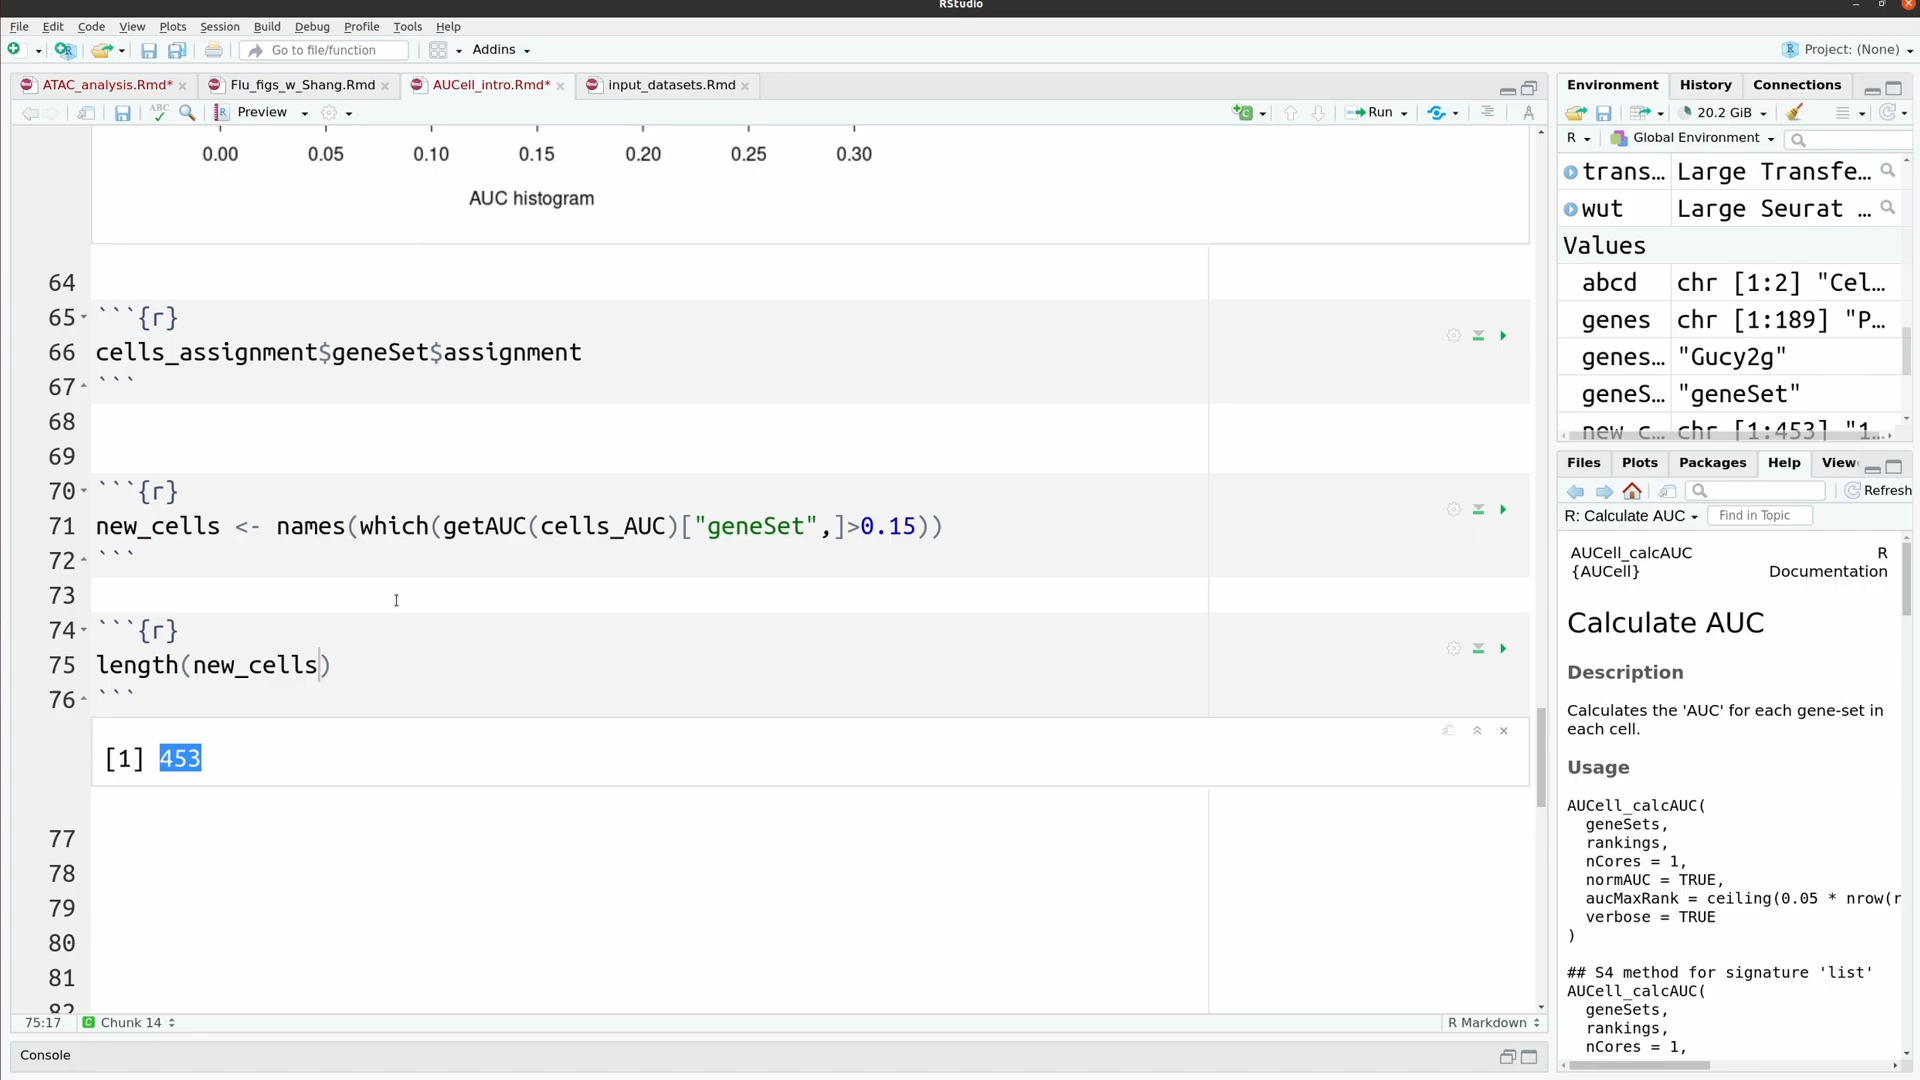 RStudio
File Edit Code View Plots Session Build Debug Profile Tools Help
Go to file/function Addins Project: (None)
ATAC_analysis.Rmd* Flu_figs_w_Shang.Rmd AUCell_intro.Rmd* input_datasets.Rmd
ABC Preview Run
0.00 0.05 0.10 0.15 0.20 0.25 0.30
AUC histogram
64
65 ```{r}
66 cells_assignment$geneSet$assignment
67 ```
68
69
70 ```{r}
71 new_cells <- names(which(getAUC(cells_AUC)["geneSet",]>0.15))
72 ```
73
74 ```{r}
75 length(new_cells)
76 ```
[1] 453
77
78
79
80
81
82
75:17 Chunk 14 R Markdown
Console
Environment History Connections
20.2 GiB
R Global Environment
trans... Large Transfe...
wut Large Seurat ...
Values
abcd chr [1:2] "Cel...
genes chr [1:189] "P...
genes... "Gucy2g"
geneS... "geneSet"
new_c... chr [1:453] "1...
Files Plots Packages Help View
Refresh
R: Calculate AUC Find in Topic
AUCell_calcAUC R
{AUCell} Documentation
Calculate AUC
Description
Calculates the 'AUC' for each gene-set in
each cell.
Usage
AUCell_calcAUC(
geneSets,
rankings,
nCores = 1,
normAUC = TRUE,
aucMaxRank = ceiling(0.05 * nrow(r
verbose = TRUE
)
## S4 method for signature 'list'
AUCell_calcAUC(
geneSets,
rankings,
nCores = 1,